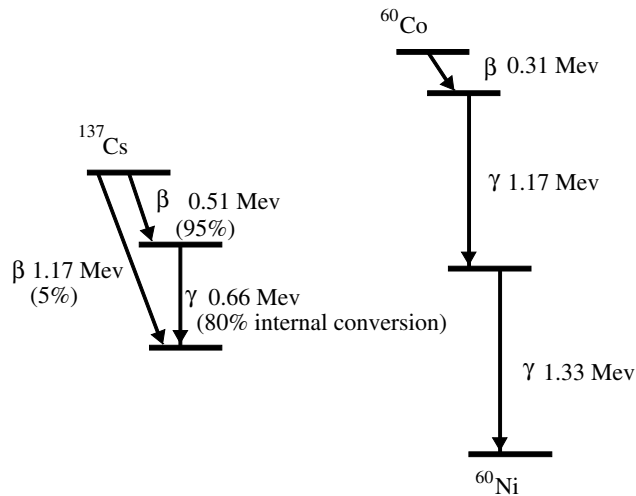 ⁶⁰Co
β 0.31 Mev
¹³⁷Cs
γ 1.17 Mev
β 0.51 Mev
(95%)
β 1.17 Mev
(5%)
γ 0.66 Mev
(80% internal conversion)
γ 1.33 Mev
⁶⁰Ni